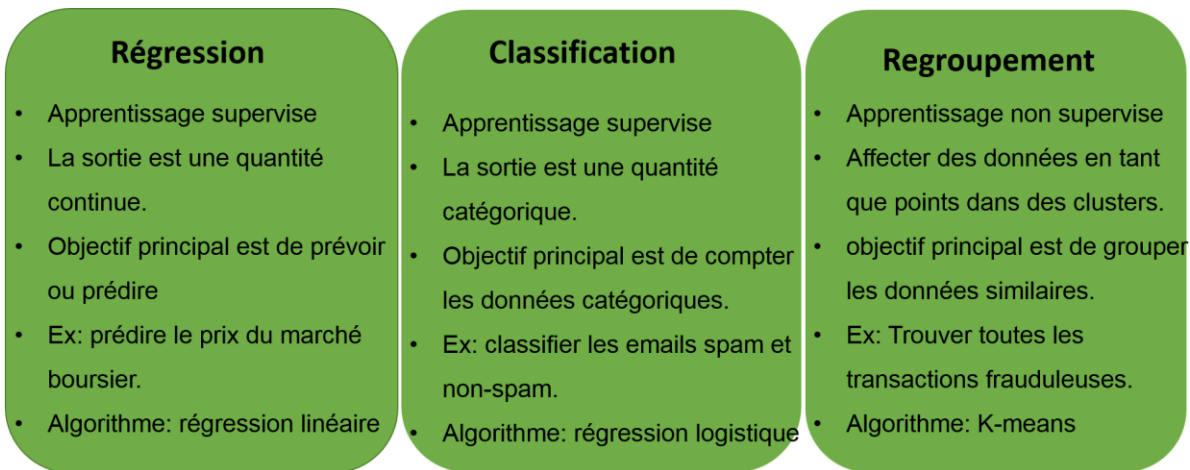 Régression
• Apprentissage supervise
• La sortie est une quantité
continue.
• Objectif principal est de prévoir
ou prédire
• Ex: prédire le prix du marché
boursier.
• Algorithme: régression linéaire
Classification
• Apprentissage supervise
• La sortie est une quantité
catégorique.
• Objectif principal est de compter
les données catégoriques.
• Ex: classifier les emails spam et
non-spam.
• Algorithme: régression logistique
Regroupement
• Apprentissage non supervise
• Affecter des données en tant
que points dans des clusters.
• objectif principal est de grouper
les données similaires.
• Ex: Trouver toutes les
transactions frauduleuses.
• Algorithme: K-means